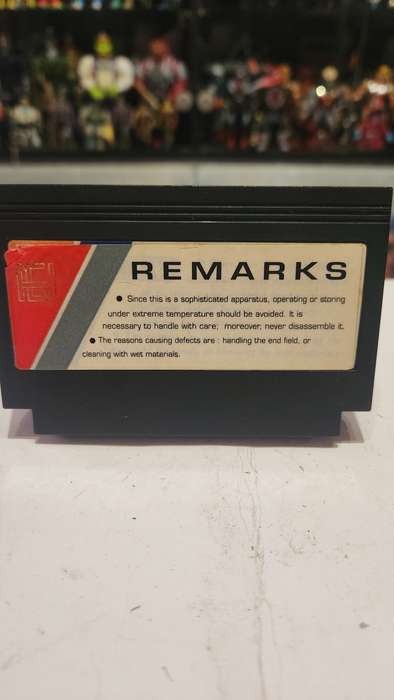 REMARKS
● Since this is a sophisticated apparatus, operating or storing
under extreme temperature should be avoided. It is
necessary to handle with care; moreover, never disassemble it.
● The reasons causing defects are : handling the end field, or
cleaning with wet materials.